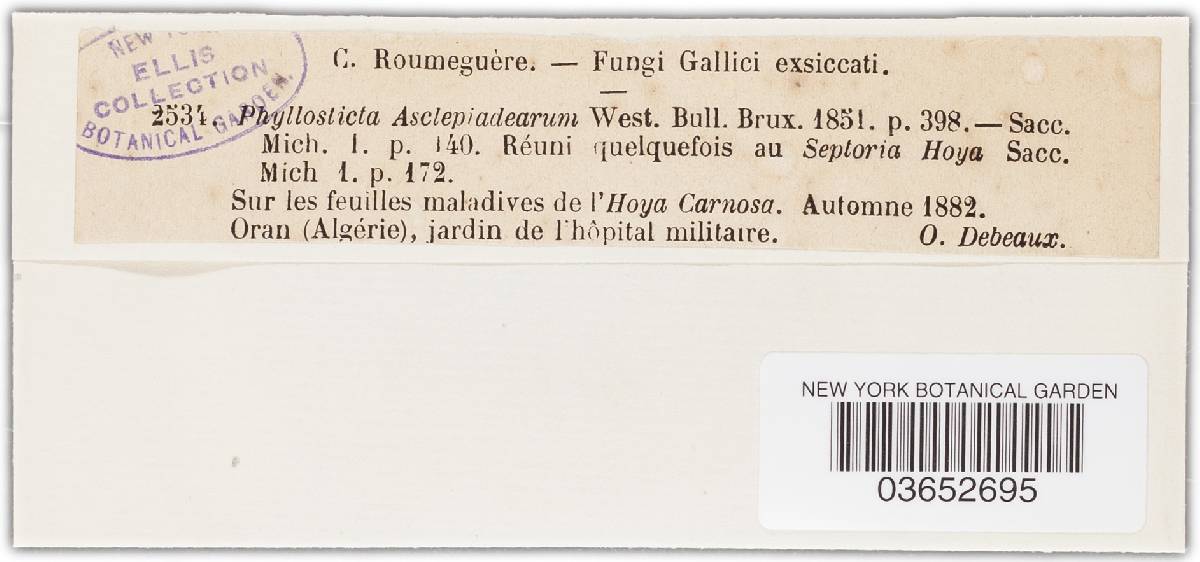 NEW YORK
ELLIS
COLLECTION
BOTANICAL GARDEN.
C. Roumeguère. — Fungi Gallici exsiccati.
2534. Phyllosticta Asclepiadearum West. Bull. Brux. 1851. p. 398. — Sacc.
Mich. 1. p. 140. Réuni quelquefois au Septoria Hoya Sacc.
Mich 1. p. 172.
Sur les feuilles maladives de l'Hoya Carnosa. Automne 1882.
Oran (Algérie), jardin de l'hôpital militaire. O. Debeaux.
NEW YORK BOTANICAL GARDEN
03652695